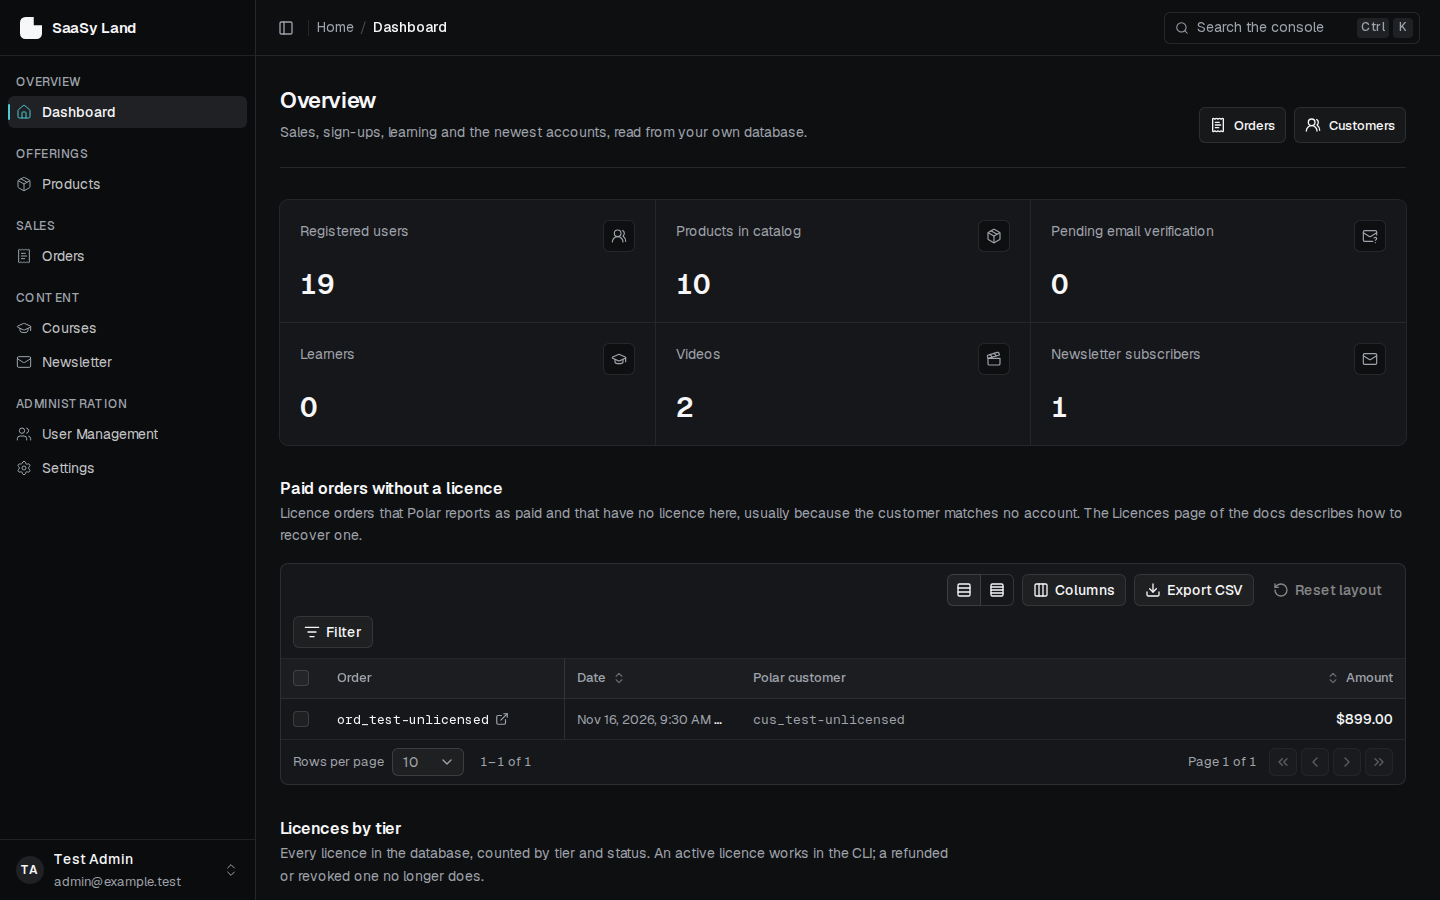 SaaSy Land
Home / Dashboard
Search the console
Ctrl K
OVERVIEW
Dashboard
OFFERINGS
Products
SALES
Orders
CONTENT
Courses
Newsletter
ADMINISTRATION
User Management
Settings
TA
Test Admin
admin@example.test
Overview
Sales, sign-ups, learning and the newest accounts, read from your own database.
Orders
Customers
Registered users
19
Products in catalog
10
Pending email verification
0
Learners
0
Videos
2
Newsletter subscribers
1
Paid orders without a licence
Licence orders that Polar reports as paid and that have no licence here, usually because the customer matches no account. The Licences page of the docs describes how to
recover one.
Columns
Export CSV
Reset layout
Filter
Order Date Polar customer Amount
ord_test-unlicensed Nov 16, 2026, 9:30 AM … cus_test-unlicensed $899.00
Rows per page 10 1–1 of 1 Page 1 of 1
Licences by tier
Every licence in the database, counted by tier and status. An active licence works in the CLI; a refunded
or revoked one no longer does.